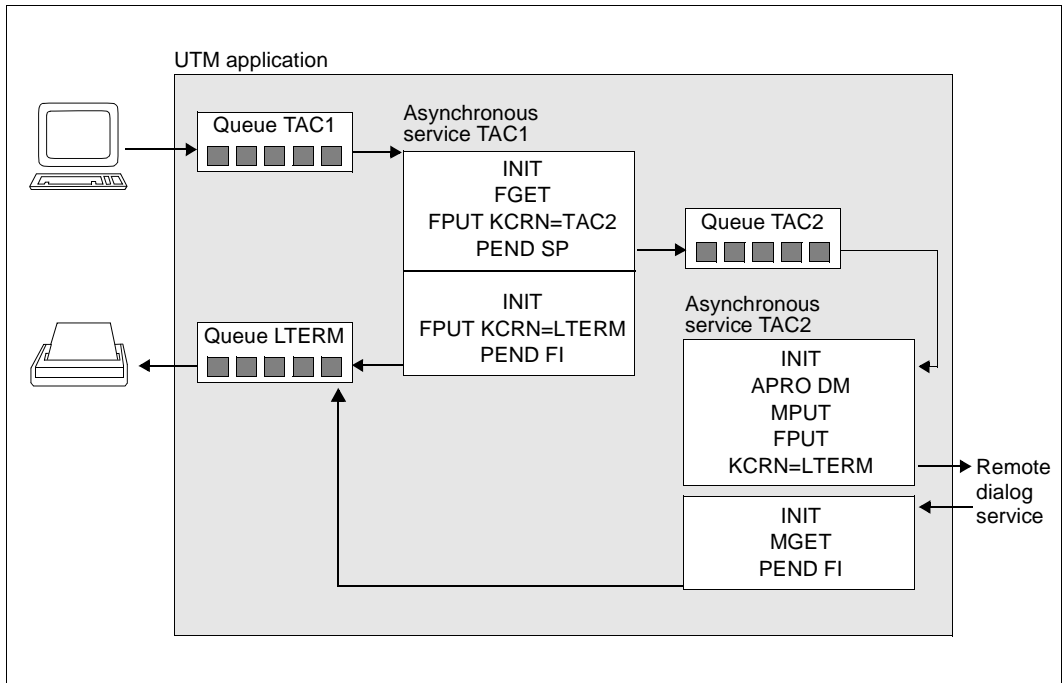 UTM application
Queue TAC1
Asynchronous
service TAC1
INIT
FGET
FPUT KCRN=TAC2
PEND SP
Queue TAC2
INIT
FPUT KCRN=LTERM
PEND FI
Queue LTERM
Asynchronous
service TAC2
INIT
APRO DM
MPUT
FPUT
KCRN=LTERM
Remote
dialog
service
INIT
MGET
PEND FI